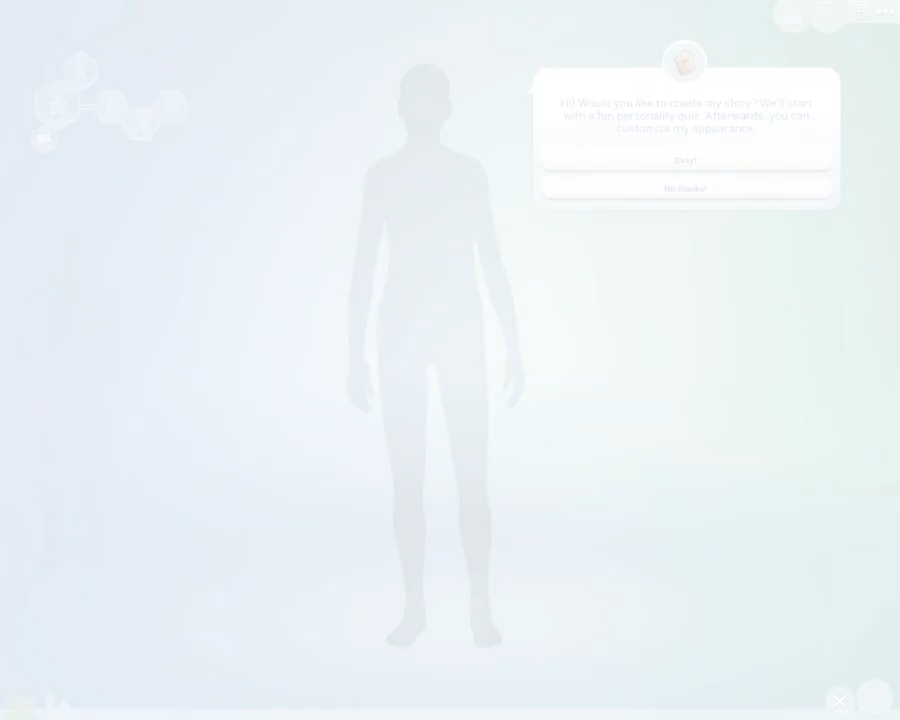 Hi! Would you like to create my story? We'll start
with a fun personality quiz. Afterwards, you can
customize my appearance.
Okay!
No thanks!